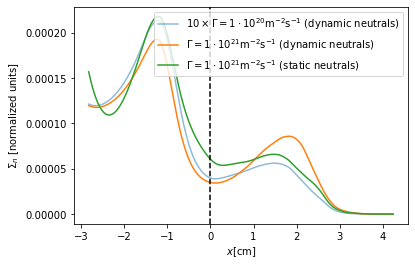 0.00020
0.00015
0.00010
0.00005
0.00000
Σn [normalized units]
10 × Γ = 1 · 10²⁰m⁻²s⁻¹ (dynamic neutrals)
Γ = 1 · 10²¹m⁻²s⁻¹ (dynamic neutrals)
Γ = 1 · 10²¹m⁻²s⁻¹ (static neutrals)
−3 −2 −1 0 1 2 3 4
x[cm]